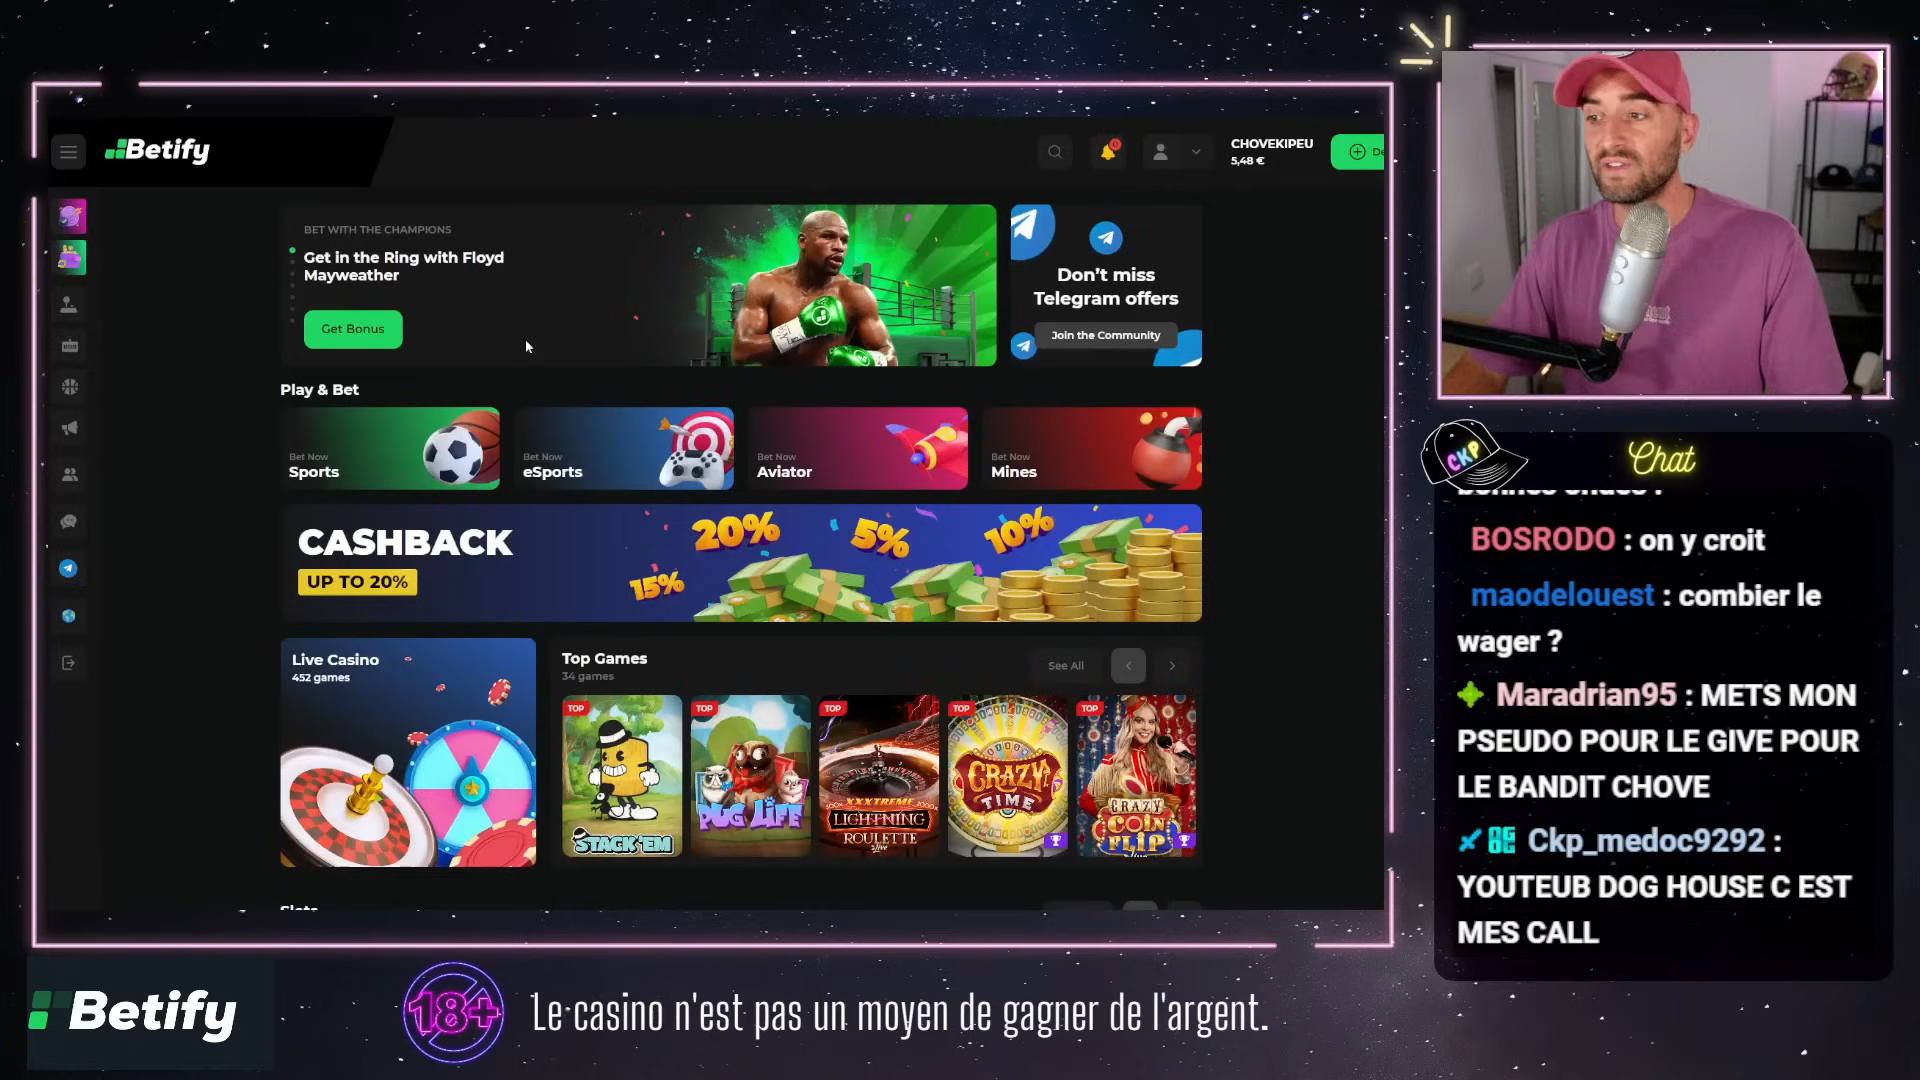 Betify
CHOVEKIPEU
5,48 €
De
BET WITH THE CHAMPIONS
Get in the Ring with Floyd
Mayweather
Get Bonus
Don't miss
Telegram offers
Join the Community
Play & Bet
Bet Now
Sports
Bet Now
eSports
Bet Now
Aviator
Bet Now
Mines
CASHBACK
UP TO 20%
15%
20%
5%
10%
Live Casino
452 games
Top Games
34 games
See All
TOP
STACK'EM
TOP
PUG LIFE
TOP
XXXTREME
LIGHTNING
ROULETTE
TOP
CRAZY
TIME
TOP
CRAZY
COIN
FLIP
Slots
CKP
Chat
BOSRODO : on y croit
maodelouest : combier le
wager ?
Maradrian95 : METS MON
PSEUDO POUR LE GIVE POUR
LE BANDIT CHOVE
Ckp_medoc9292 :
YOUTEUB DOG HOUSE C EST
MES CALL
Betify
18+
Le casino n'est pas un moyen de gagner de l'argent.